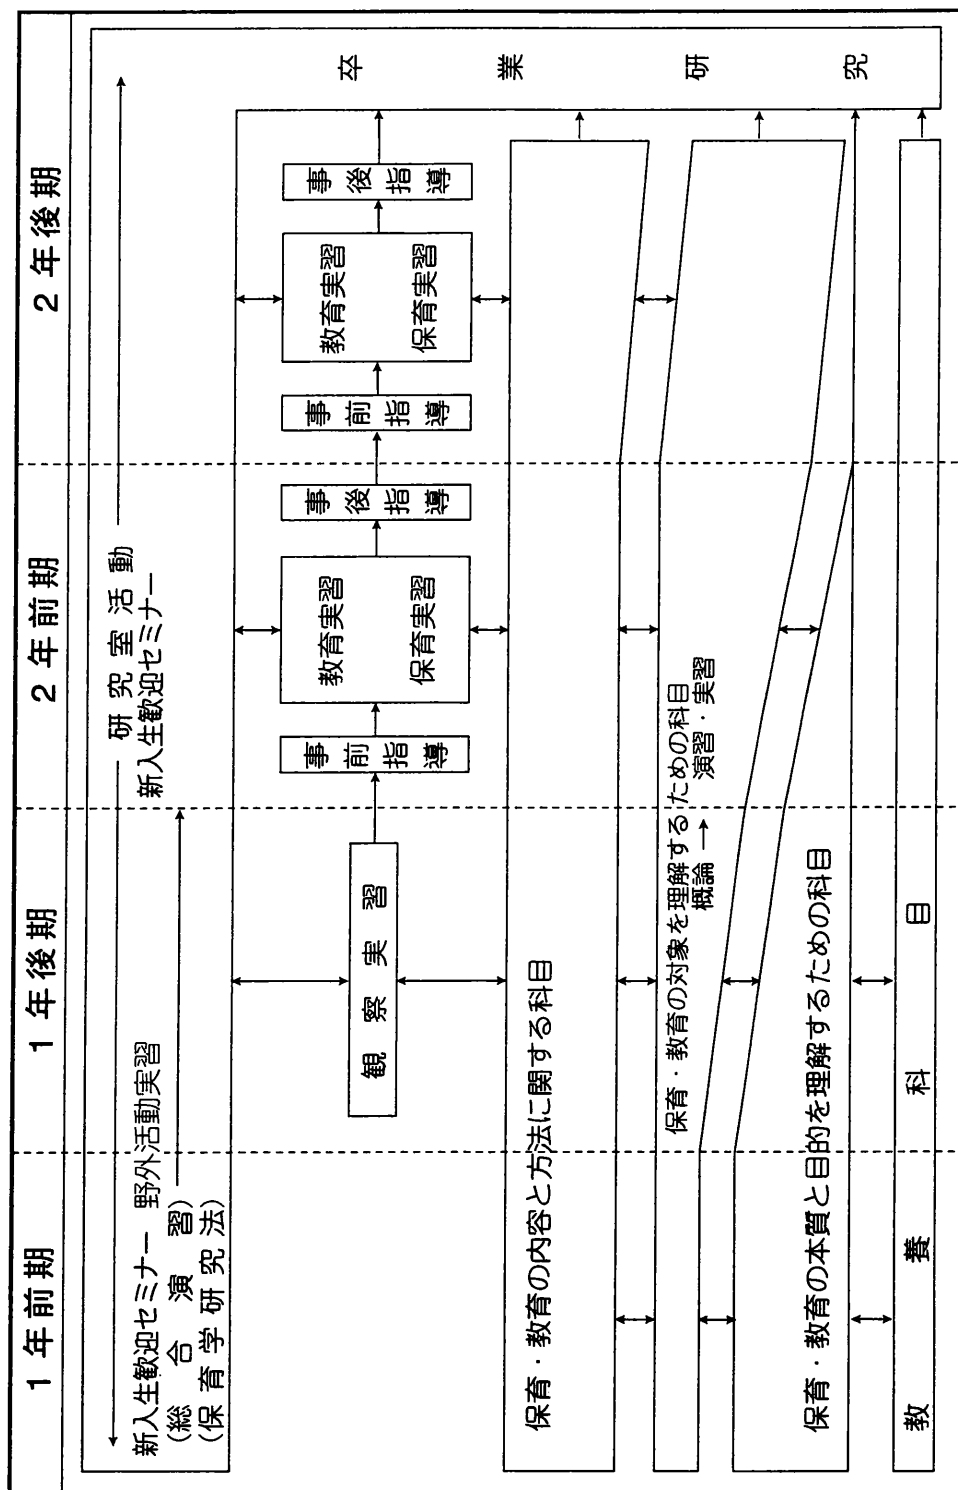 1年前期
1年後期
2年前期
2年後期
研究室活動
新入生歓迎セミナー 野外活動実習
新入生歓迎セミナー
(総合演習)
(保育学研究法)
観察実習
事前指導
教育実習
保育実習
事後指導
事前指導
教育実習
保育実習
事後指導
保育・教育の内容と方法に関する科目
保育・教育の対象を理解するための科目
概論 → 演習・実習
保育・教育の本質と目的を理解するための科目
教養科目
卒業研究